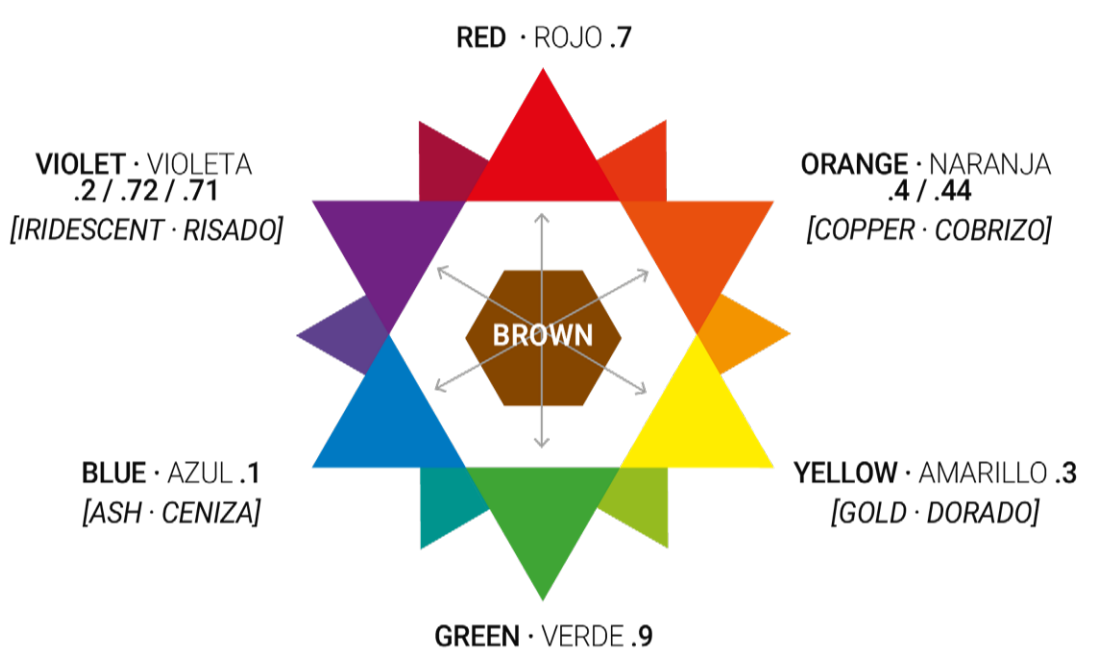 RED · ROJO .7
VIOLET · VIOLETA
.2 / .72 / .71
[IRIDESCENT · RISADO]
ORANGE · NARANJA
.4 / .44
[COPPER · COBRIZO]
BROWN
BLUE · AZUL .1
[ASH · CENIZA]
YELLOW · AMARILLO .3
[GOLD · DORADO]
GREEN · VERDE .9